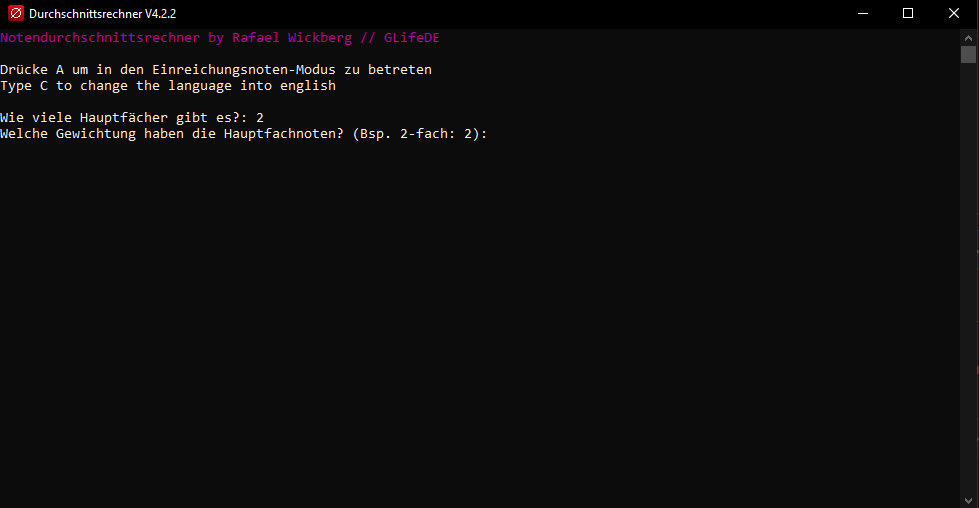 Durchschnittsrechner V4.2.2
Notendurchschnittsrechner by Rafael Wickberg // GLifeDE
Drücke A um in den Einreichungsnoten-Modus zu betreten
Type C to change the language into english
Wie viele Hauptfächer gibt es?: 2
Welche Gewichtung haben die Hauptfachnoten? (Bsp. 2-fach: 2):